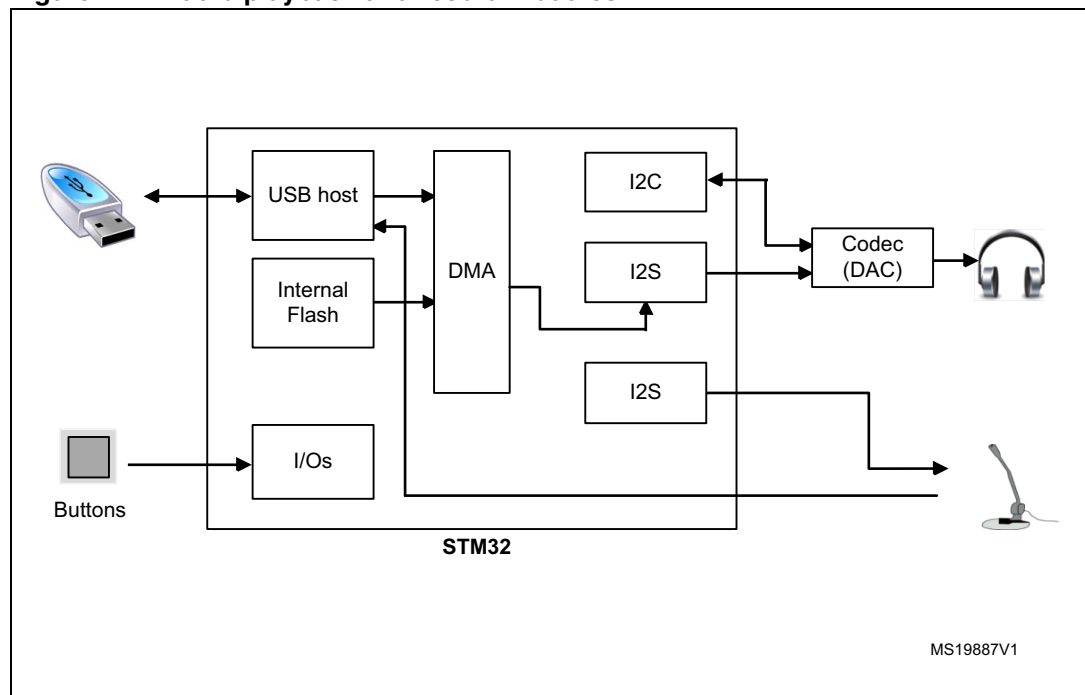 USB host
I2C
DMA
Codec
(DAC)
I2S
Internal
Flash
I2S
I/Os
Buttons
STM32
MS19887V1